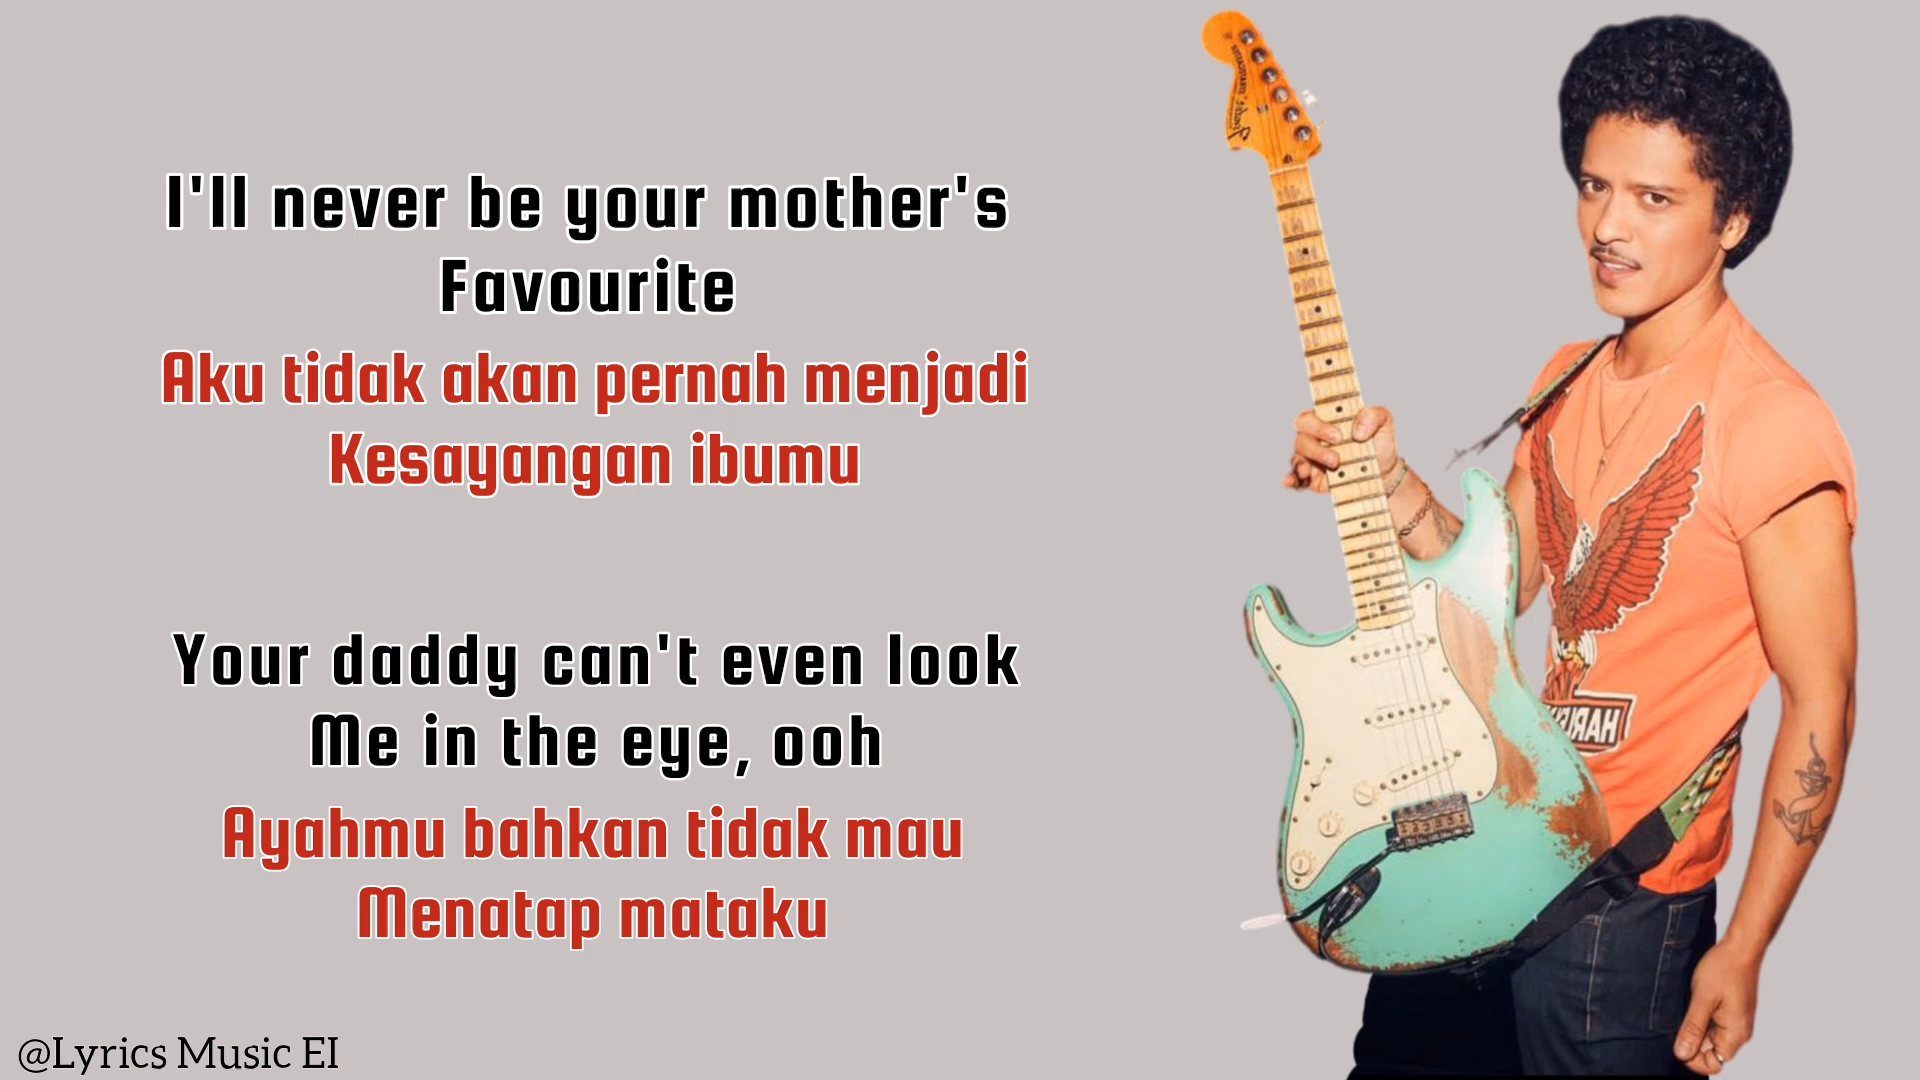 I'll never be your mother's
Favourite
Aku tidak akan pernah menjadi
Kesayangan ibumu
Your daddy can't even look
Me in the eye, ooh
Ayahmu bahkan tidak mau
Menatap mataku
@Lyrics Music EI